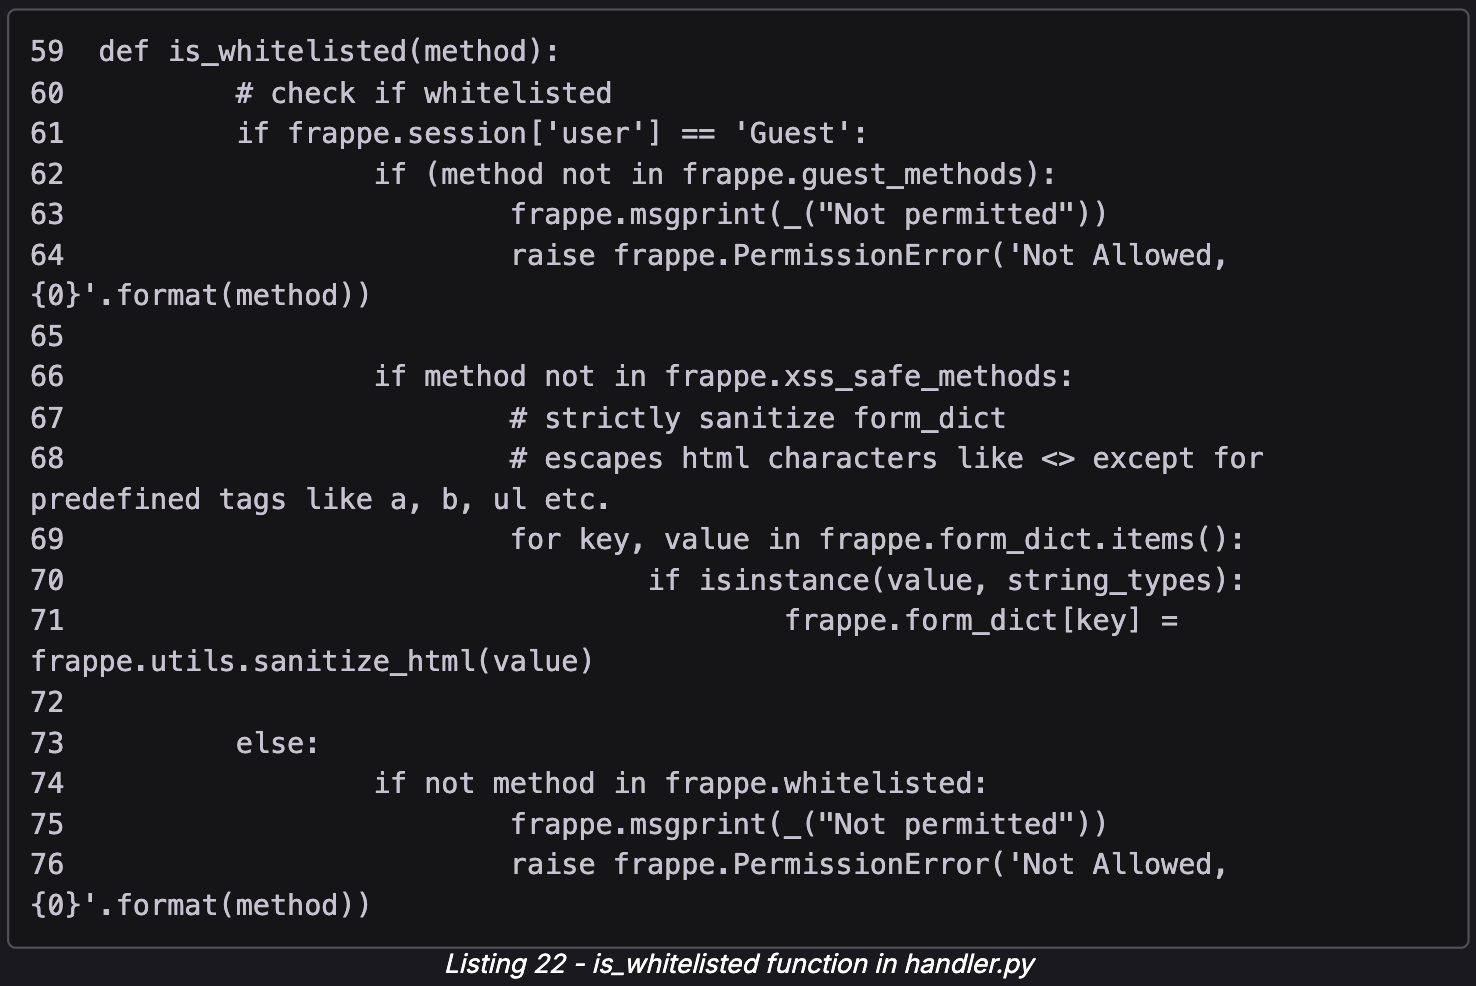 59  def is_whitelisted(method):
60          # check if whitelisted
61          if frappe.session['user'] == 'Guest':
62                  if (method not in frappe.guest_methods):
63                          frappe.msgprint(_("Not permitted"))
64                          raise frappe.PermissionError('Not Allowed,
{0}'.format(method))
65
66                  if method not in frappe.xss_safe_methods:
67                          # strictly sanitize form_dict
68                          # escapes html characters like <> except for
predefined tags like a, b, ul etc.
69                          for key, value in frappe.form_dict.items():
70                                  if isinstance(value, string_types):
71                                          frappe.form_dict[key] =
frappe.utils.sanitize_html(value)
72
73          else:
74                  if not method in frappe.whitelisted:
75                          frappe.msgprint(_("Not permitted"))
76                          raise frappe.PermissionError('Not Allowed,
{0}'.format(method))
Listing 22 - is_whitelisted function in handler.py